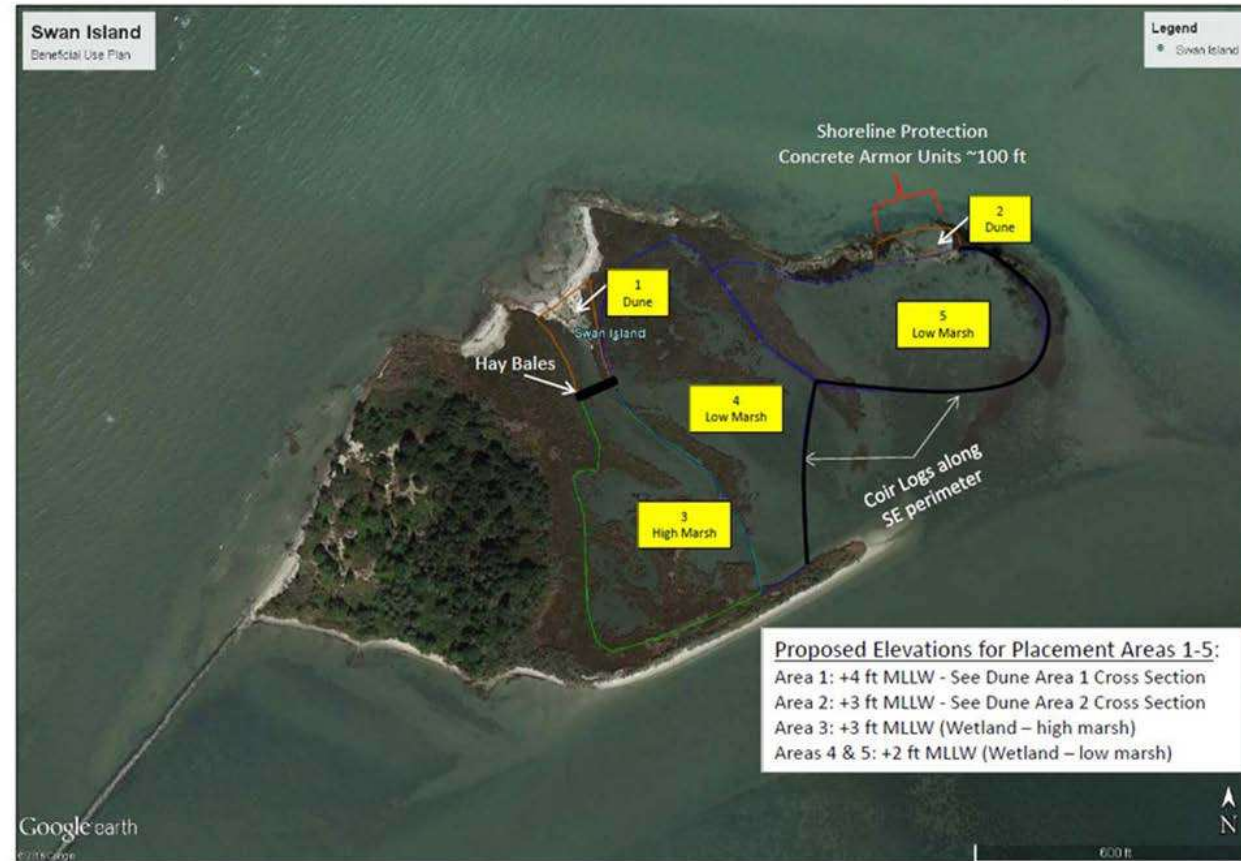 Swan Island
Beneficial Use Plan
Legend
Swan Island
Shoreline Protection
Concrete Armor Units ~100 ft
2
Dune
1
Dune
Swan Island
5
Low Marsh
Hay Bales
4
Low Marsh
Coir Logs along
SE perimeter
3
High Marsh
Proposed Elevations for Placement Areas 1-5:
Area 1: +4 ft MLLW - See Dune Area 1 Cross Section
Area 2: +3 ft MLLW - See Dune Area 2 Cross Section
Area 3: +3 ft MLLW (Wetland – high marsh)
Areas 4 & 5: +2 ft MLLW (Wetland – low marsh)
Google earth
N
600 ft